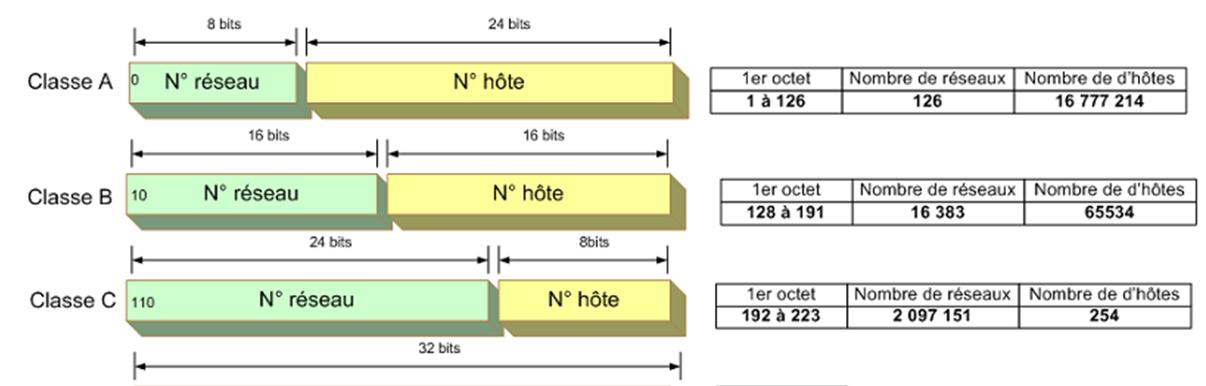 8 bits 24 bits
Classe A 0 N° réseau N° hôte 1er octet Nombre de réseaux Nombre de d'hôtes
1 à 126 126 16 777 214
16 bits 16 bits
Classe B 10 N° réseau N° hôte 1er octet Nombre de réseaux Nombre de d'hôtes
128 à 191 16 383 65534
24 bits 8bits
Classe C 110 N° réseau N° hôte 1er octet Nombre de réseaux Nombre de d'hôtes
192 à 223 2 097 151 254
32 bits